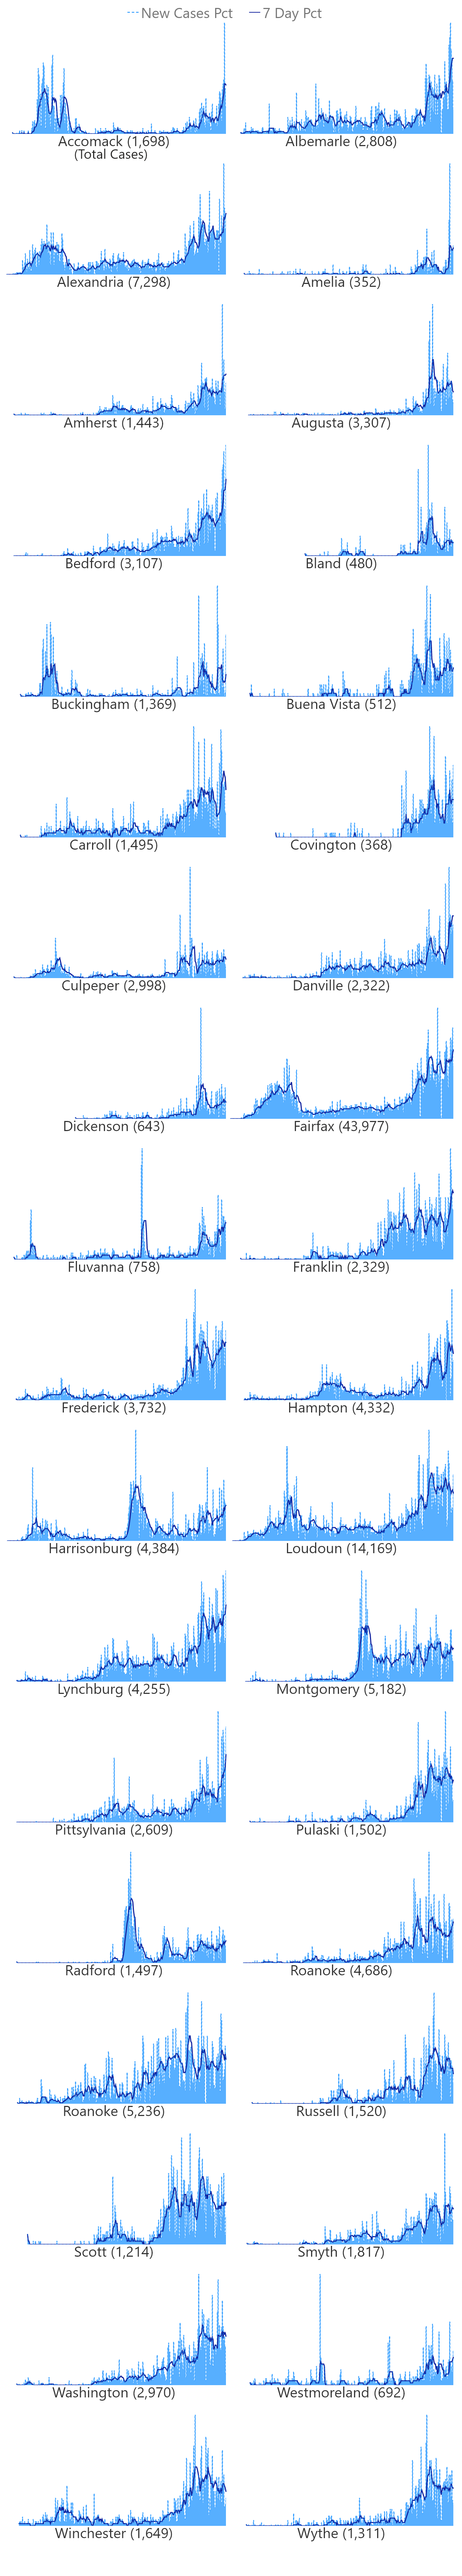 New Cases Pct 7 Day Pct
Accomack (1,698) Albemarle (2,808)
(Total Cases)
Alexandria (7,298) Amelia (352)
Amherst (1,443) Augusta (3,307)
Bedford (3,107) Bland (480)
Buckingham (1,369) Buena Vista (512)
Carroll (1,495) Covington (368)
Culpeper (2,998) Danville (2,322)
Dickenson (643) Fairfax (43,977)
Fluvanna (758) Franklin (2,329)
Frederick (3,732) Hampton (4,332)
Harrisonburg (4,384) Loudoun (14,169)
Lynchburg (4,255) Montgomery (5,182)
Pittsylvania (2,609) Pulaski (1,502)
Radford (1,497) Roanoke (4,686)
Roanoke (5,236) Russell (1,520)
Scott (1,214) Smyth (1,817)
Washington (2,970) Westmoreland (692)
Winchester (1,649) Wythe (1,311)